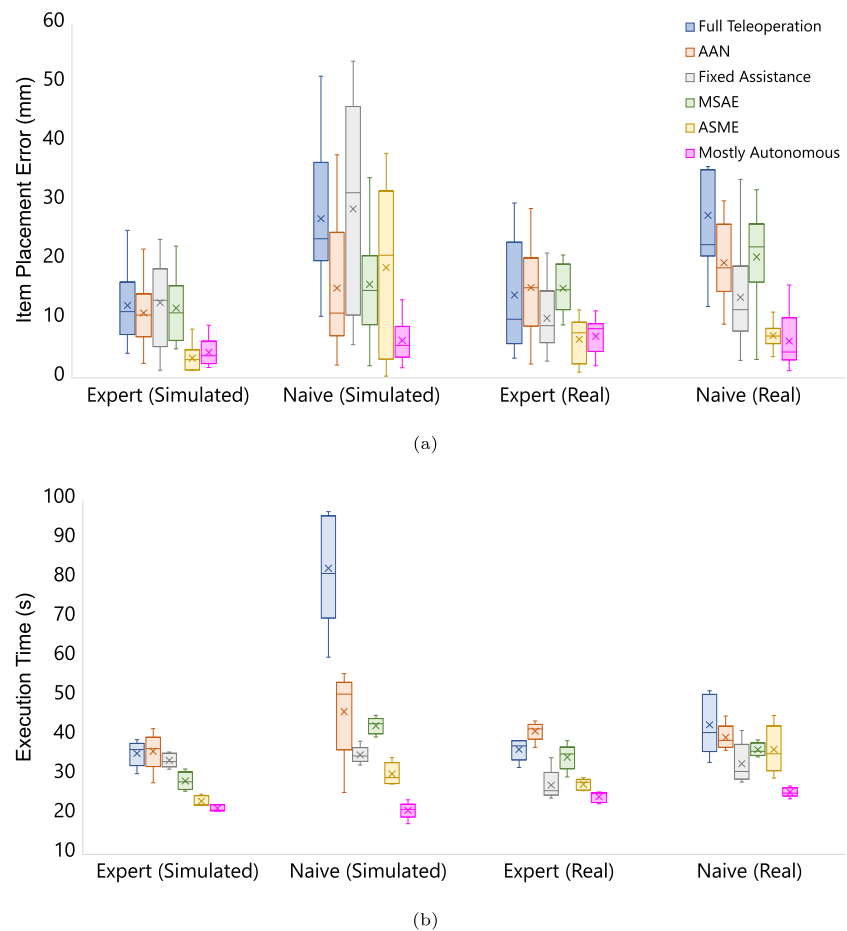 60
50
40
30
20
10
0
Item Placement Error (mm)
Full Teleoperation
AAN
Fixed Assistance
MSAE
ASME
Mostly Autonomous
Expert (Simulated) Naive (Simulated) Expert (Real) Naive (Real)
(a)
100
90
80
70
60
50
40
30
20
10
Execution Time (s)
Expert (Simulated) Naive (Simulated) Expert (Real) Naive (Real)
(b)